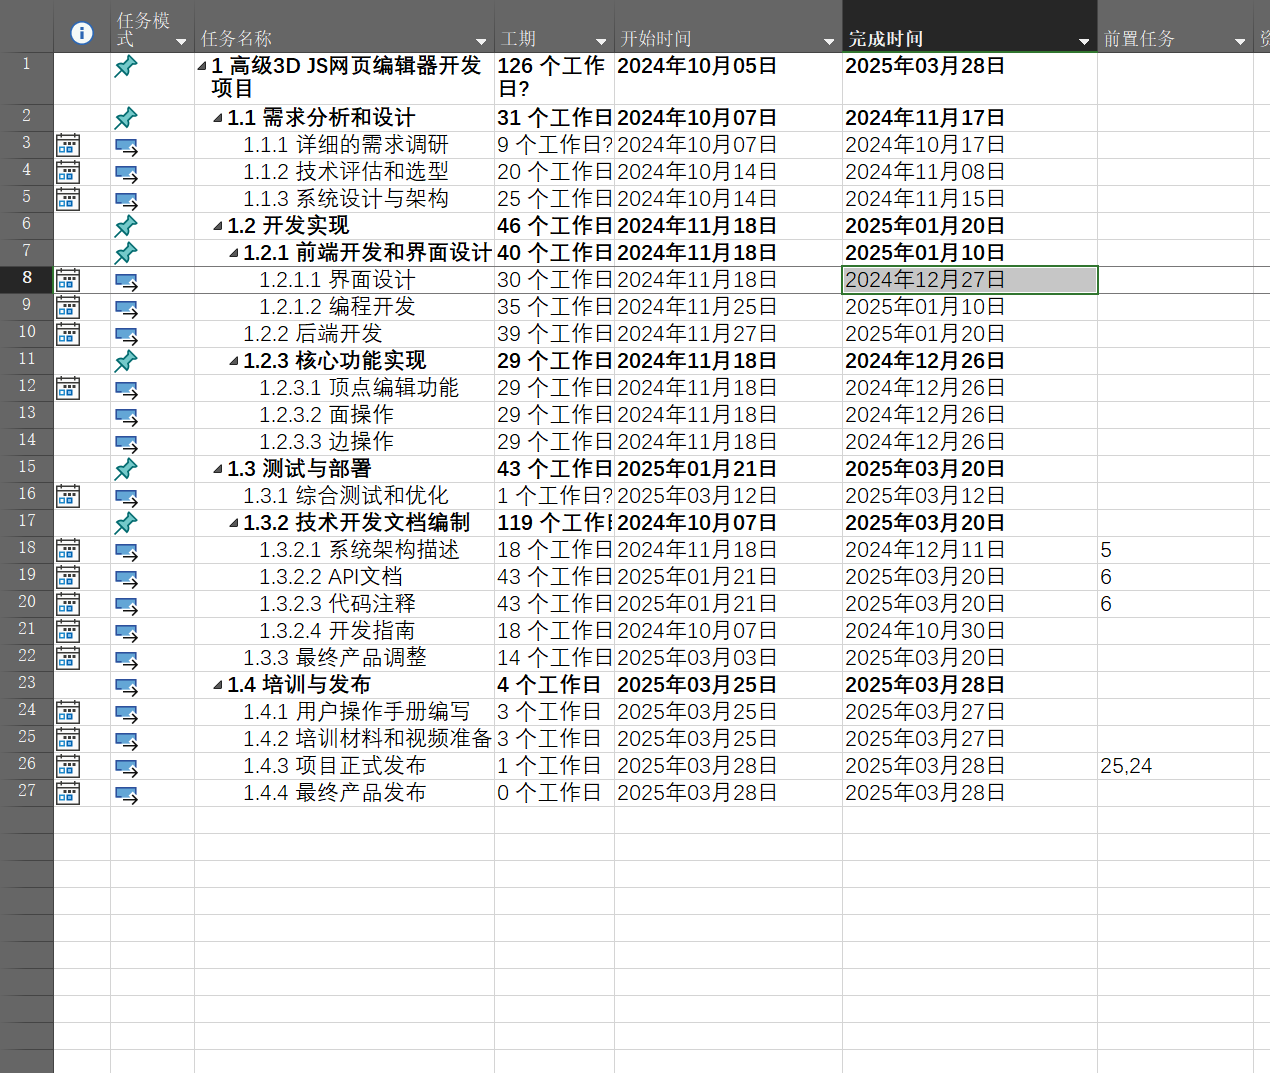 任务模式 任务名称 工期 开始时间 完成时间 前置任务
1 1 高级3D JS网页编辑器开发项目 126 个工作日? 2024年10月05日 2025年03月28日
2 1.1 需求分析和设计 31 个工作日 2024年10月07日 2024年11月17日
3 1.1.1 详细的需求调研 9 个工作日? 2024年10月07日 2024年10月17日
4 1.1.2 技术评估和选型 20 个工作日 2024年10月14日 2024年11月08日
5 1.1.3 系统设计与架构 25 个工作日 2024年10月14日 2024年11月15日
6 1.2 开发实现 46 个工作日 2024年11月18日 2025年01月20日
7 1.2.1 前端开发和界面设计 40 个工作日 2024年11月18日 2025年01月10日
8 1.2.1.1 界面设计 30 个工作日 2024年11月18日 2024年12月27日
9 1.2.1.2 编程开发 35 个工作日 2024年11月25日 2025年01月10日
10 1.2.2 后端开发 39 个工作日 2024年11月27日 2025年01月20日
11 1.2.3 核心功能实现 29 个工作日 2024年11月18日 2024年12月26日
12 1.2.3.1 顶点编辑功能 29 个工作日 2024年11月18日 2024年12月26日
13 1.2.3.2 面操作 29 个工作日 2024年11月18日 2024年12月26日
14 1.2.3.3 边操作 29 个工作日 2024年11月18日 2024年12月26日
15 1.3 测试与部署 43 个工作日 2025年01月21日 2025年03月20日
16 1.3.1 综合测试和优化 1 个工作日? 2025年03月12日 2025年03月12日
17 1.3.2 技术开发文档编制 119 个工作日 2024年10月07日 2025年03月20日
18 1.3.2.1 系统架构描述 18 个工作日 2024年11月18日 2024年12月11日 5
19 1.3.2.2 API文档 43 个工作日 2025年01月21日 2025年03月20日 6
20 1.3.2.3 代码注释 43 个工作日 2025年01月21日 2025年03月20日 6
21 1.3.2.4 开发指南 18 个工作日 2024年10月07日 2024年10月30日
22 1.3.3 最终产品调整 14 个工作日 2025年03月03日 2025年03月20日
23 1.4 培训与发布 4 个工作日 2025年03月25日 2025年03月28日
24 1.4.1 用户操作手册编写 3 个工作日 2025年03月25日 2025年03月27日
25 1.4.2 培训材料和视频准备 3 个工作日 2025年03月25日 2025年03月27日
26 1.4.3 项目正式发布 1 个工作日 2025年03月28日 2025年03月28日 25,24
27 1.4.4 最终产品发布 0 个工作日 2025年03月28日 2025年03月28日